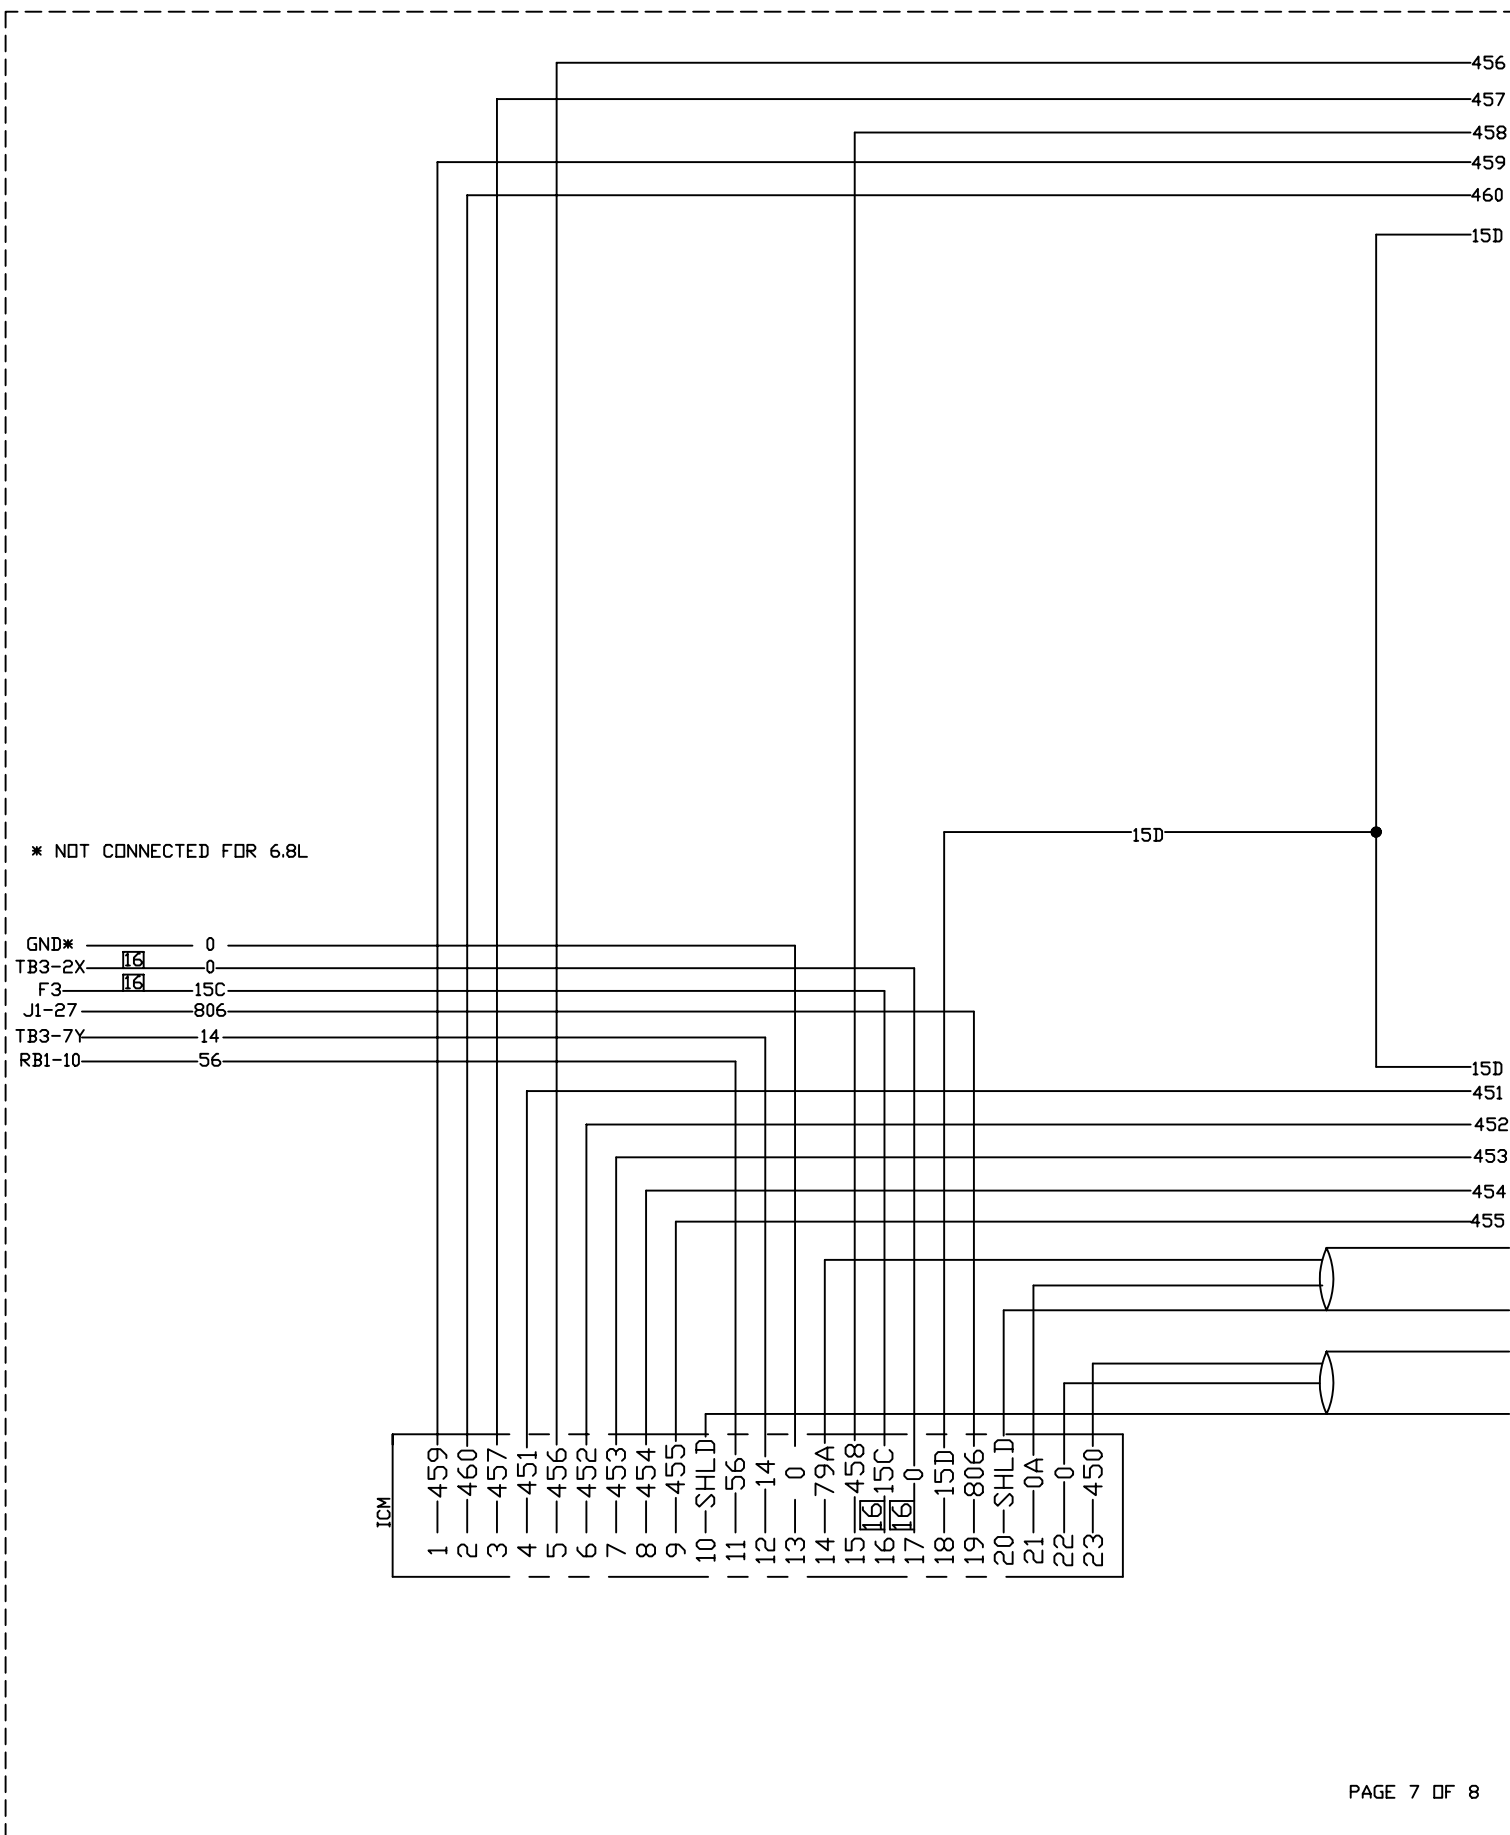 456
457
458
459
460
15D
15D
* NOT CONNECTED FOR 6.8L
GND* 0
16
TB3-2X 0
16
F3 15C
J1-27 806
TB3-7Y 14
RB1-10 56
15D
451
452
453
454
455
ICM
1 459
2 460
3 457
4 451
5 456
6 452
7 453
8 454
9 455
10 SHLD
11 56
12 14
13 0
14 79A
15 458
16 16 15C
17 16 0
18 15D
19 806
20 SHLD
21 0A
22 0
23 450
PAGE 7 OF 8